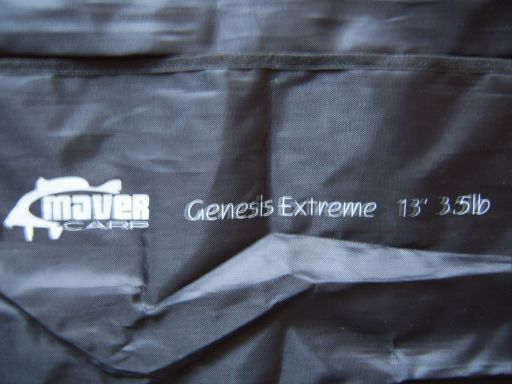 maver
CARP
Genesis Extreme 13' 3.5lb